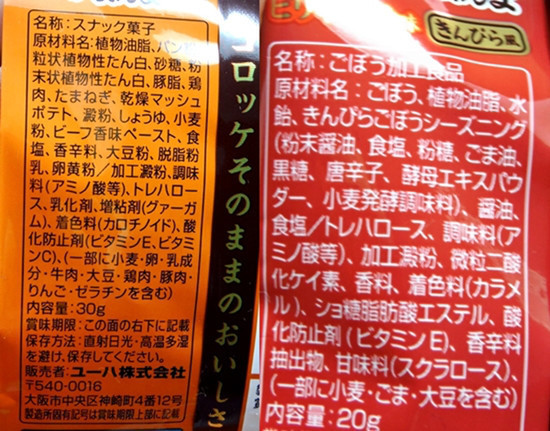 名称：スナック菓子
原材料名：植物油脂、パン粉、
粒状植物性たん白、砂糖、粉
末状植物性たん白、豚脂、鶏
肉、たまねぎ、乾燥マッシュ
ポテト、澱粉、しょうゆ、小麦
粉、ビーフ香味ペースト、食
塩、香辛料、大豆粉、脱脂粉
乳、卵黄粉／加工澱粉、調味
料(アミノ酸等)、トレハロー
ス、乳化剤、増粘剤(グァーガ
ム)、着色料(カロチノイド)、酸
化防止剤(ビタミンE、ビタミ
ンC)、(一部に小麦・卵・乳成
分・牛肉・大豆・鶏肉・豚肉・
りんご・ゼラチンを含む)
内容量：30g
賞味期限：この面の右下に記載
保存方法：直射日光・高温多湿
を避け、保存してください。
販売者：ユーハ株式会社
〒540-0016
大阪市中央区神崎町4番12号
製造所固有記号は賞味期限上部に記載
コロッケそのままのおいしさ
きんぴら風
名称：ごぼう加工食品
原材料名：ごぼう、植物油脂、水
飴、きんぴらごぼうシーズニング
(粉末醤油、食塩、粉糖、ごま油、
黒糖、唐辛子、酵母エキスパウ
ダー、小麦発酵調味料)、醤油、
食塩／トレハロース、調味料(ア
ミノ酸等)、加工澱粉、微粒二酸
化ケイ素、香料、着色料(カラメ
ル)、ショ糖脂肪酸エステル、酸
化防止剤(ビタミンE)、香辛料
抽出物、甘味料(スクラロース)、
(一部に小麦・ごま・大豆を含む)
内容量：20g